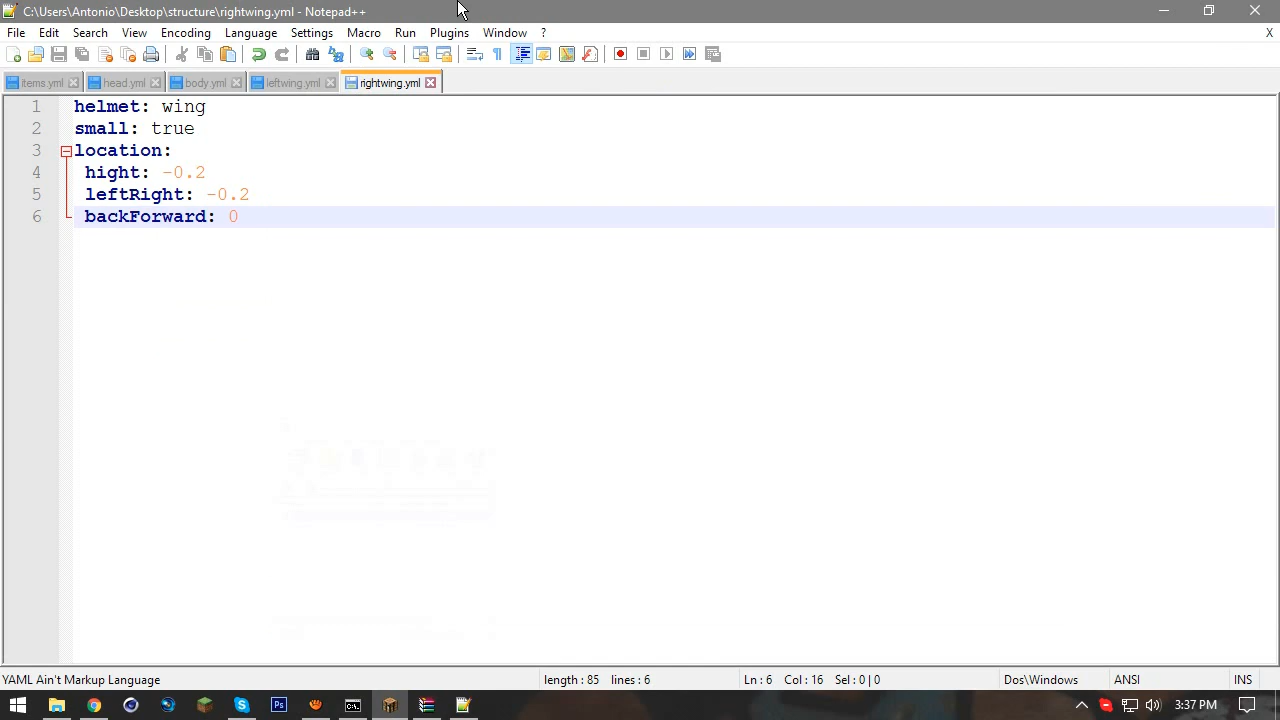 C:\Users\Antonio\Desktop\structure\rightwing.yml - Notepad++
File Edit Search View Encoding Language Settings Macro Run Plugins Window ? X
items.yml head.yml body.yml leftwing.yml rightwing.yml
1 helmet: wing
2 small: true
3 location:
4 hight: -0.2
5 leftRight: -0.2
6 backForward: 0
YAML Ain't Markup Language length : 85 lines : 6 Ln : 6 Col : 16 Sel : 0 | 0 Dos\Windows ANSI INS
Ps 3:37 PM